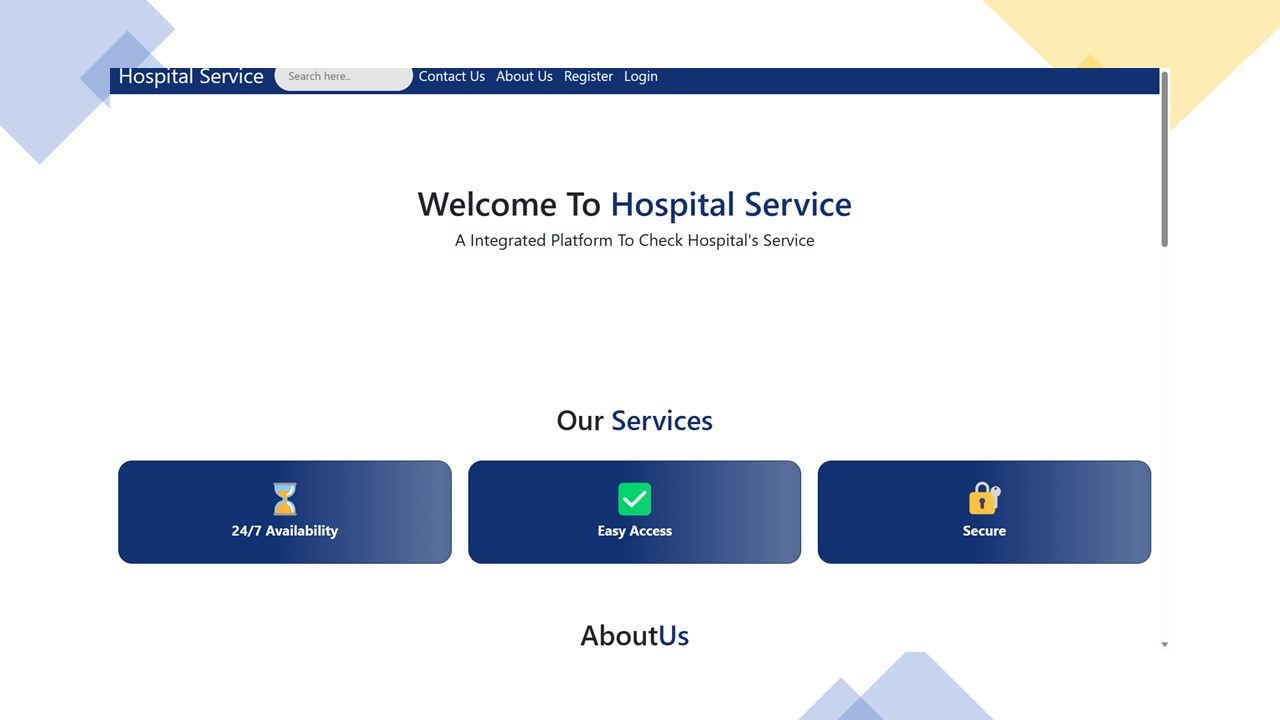 Hospital Service Search here.. Contact Us About Us Register Login
Welcome To Hospital Service
A Integrated Platform To Check Hospital's Service
Our Services
24/7 Availability
Easy Access
Secure
AboutUs